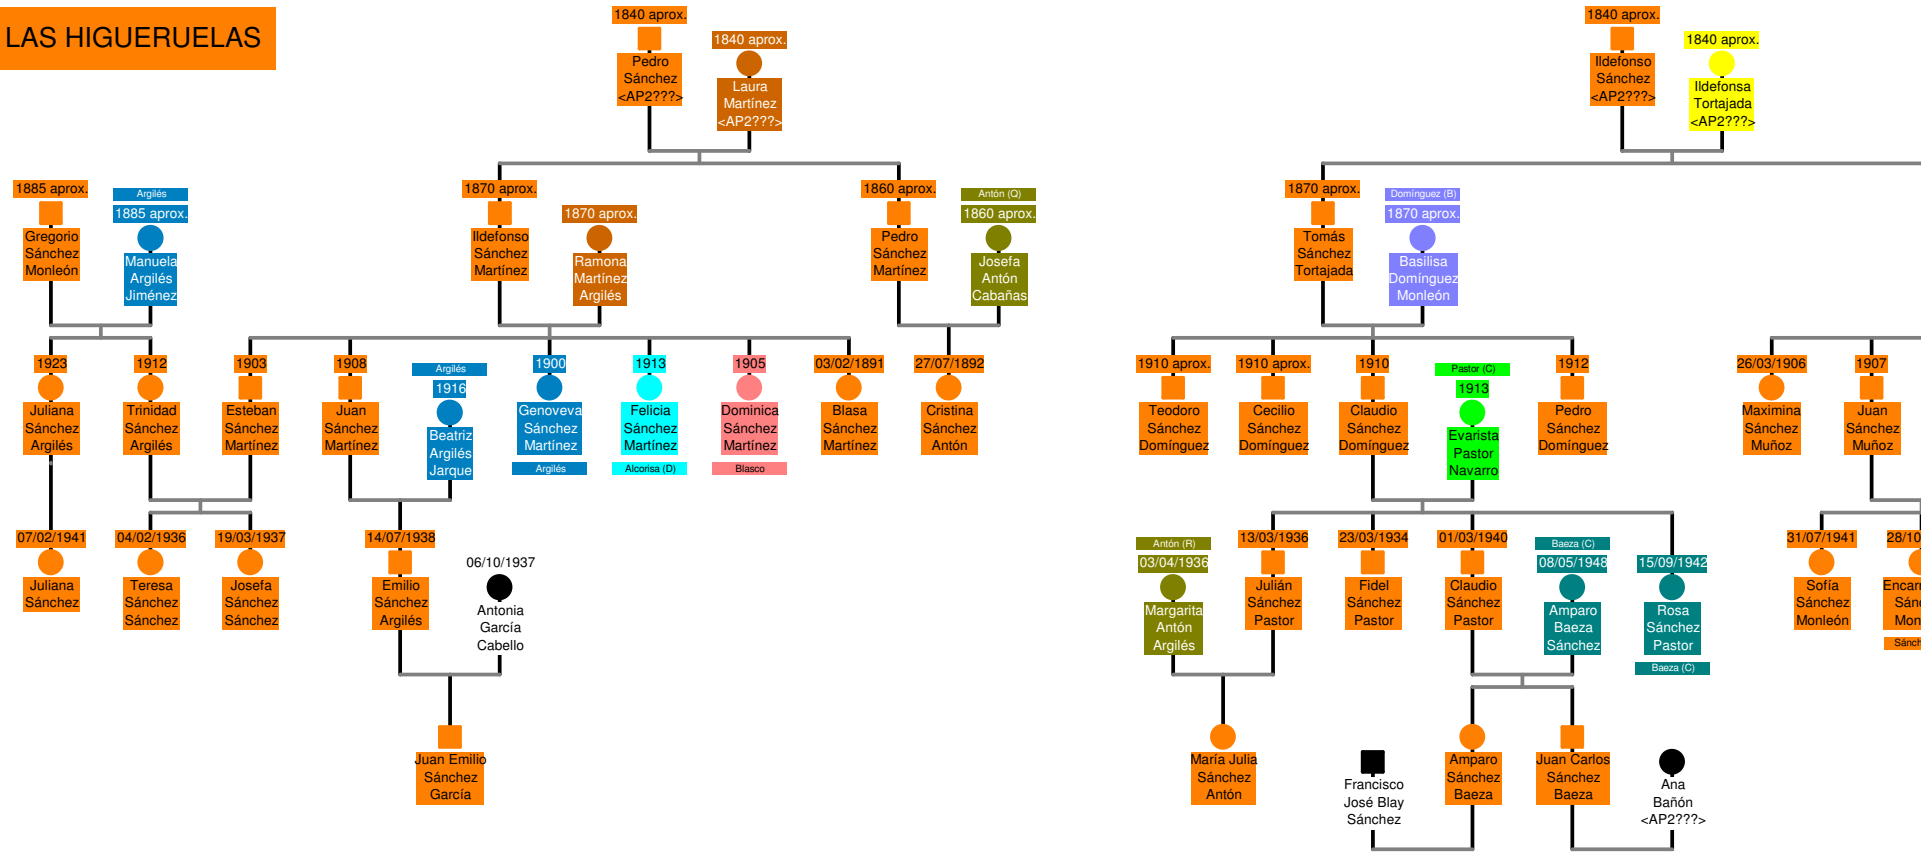 LAS HIGUERUELAS
1840 aprox.
Pedro
Sánchez
<AP2???>
1840 aprox.
Laura
Martínez
<AP2???>
1840 aprox.
Ildefonso
Sánchez
<AP2???>
1840 aprox.
Ildefonsa
Tortajada
<AP2???>
1885 aprox.
Gregorio
Sánchez
Monleón
Argilés
1885 aprox.
Manuela
Argilés
Jiménez
1870 aprox.
Ildefonso
Sánchez
Martínez
1870 aprox.
Ramona
Martínez
Argilés
1860 aprox.
Pedro
Sánchez
Martínez
Antón (Q)
1860 aprox.
Josefa
Antón
Cabañas
1870 aprox.
Tomás
Sánchez
Tortajada
Domínguez (B)
1870 aprox.
Basilisa
Domínguez
Monleón
1923
Juliana
Sánchez
Argilés
1912
Trinidad
Sánchez
Argilés
1903
Esteban
Sánchez
Martínez
1908
Juan
Sánchez
Martínez
Argilés
1916
Beatriz
Argilés
Jarque
1900
Genoveva
Sánchez
Martínez
Argilés
1913
Felicia
Sánchez
Martínez
Alcorisa (D)
1905
Dominica
Sánchez
Martínez
Blasco
03/02/1891
Blasa
Sánchez
Martínez
27/07/1892
Cristina
Sánchez
Antón
1910 aprox.
Teodoro
Sánchez
Domínguez
1910 aprox.
Cecilio
Sánchez
Domínguez
1910
Claudio
Sánchez
Domínguez
Pastor (C)
1913
Evarista
Pastor
Navarro
1912
Pedro
Sánchez
Domínguez
26/03/1906
Maximina
Sánchez
Muñoz
1907
Juan
Sánchez
Muñoz
07/02/1941
Juliana
Sánchez
04/02/1936
Teresa
Sánchez
Sánchez
19/03/1937
Josefa
Sánchez
Sánchez
14/07/1938
Emilio
Sánchez
Argilés
06/10/1937
Antonia
García
Cabello
Antón (R)
03/04/1936
Margarita
Antón
Argilés
13/03/1936
Julián
Sánchez
Pastor
23/03/1934
Fidel
Sánchez
Pastor
01/03/1940
Claudio
Sánchez
Pastor
Baeza (C)
08/05/1948
Amparo
Baeza
Sánchez
15/09/1942
Rosa
Sánchez
Pastor
Baeza (C)
31/07/1941
Sofía
Sánchez
Monleón
28/10
Juan Emilio
Sánchez
García
María Julia
Sánchez
Antón
Francisco
José Blay
Sánchez
Amparo
Sánchez
Baeza
Juan Carlos
Sánchez
Baeza
Ana
Bañón
<AP2???>